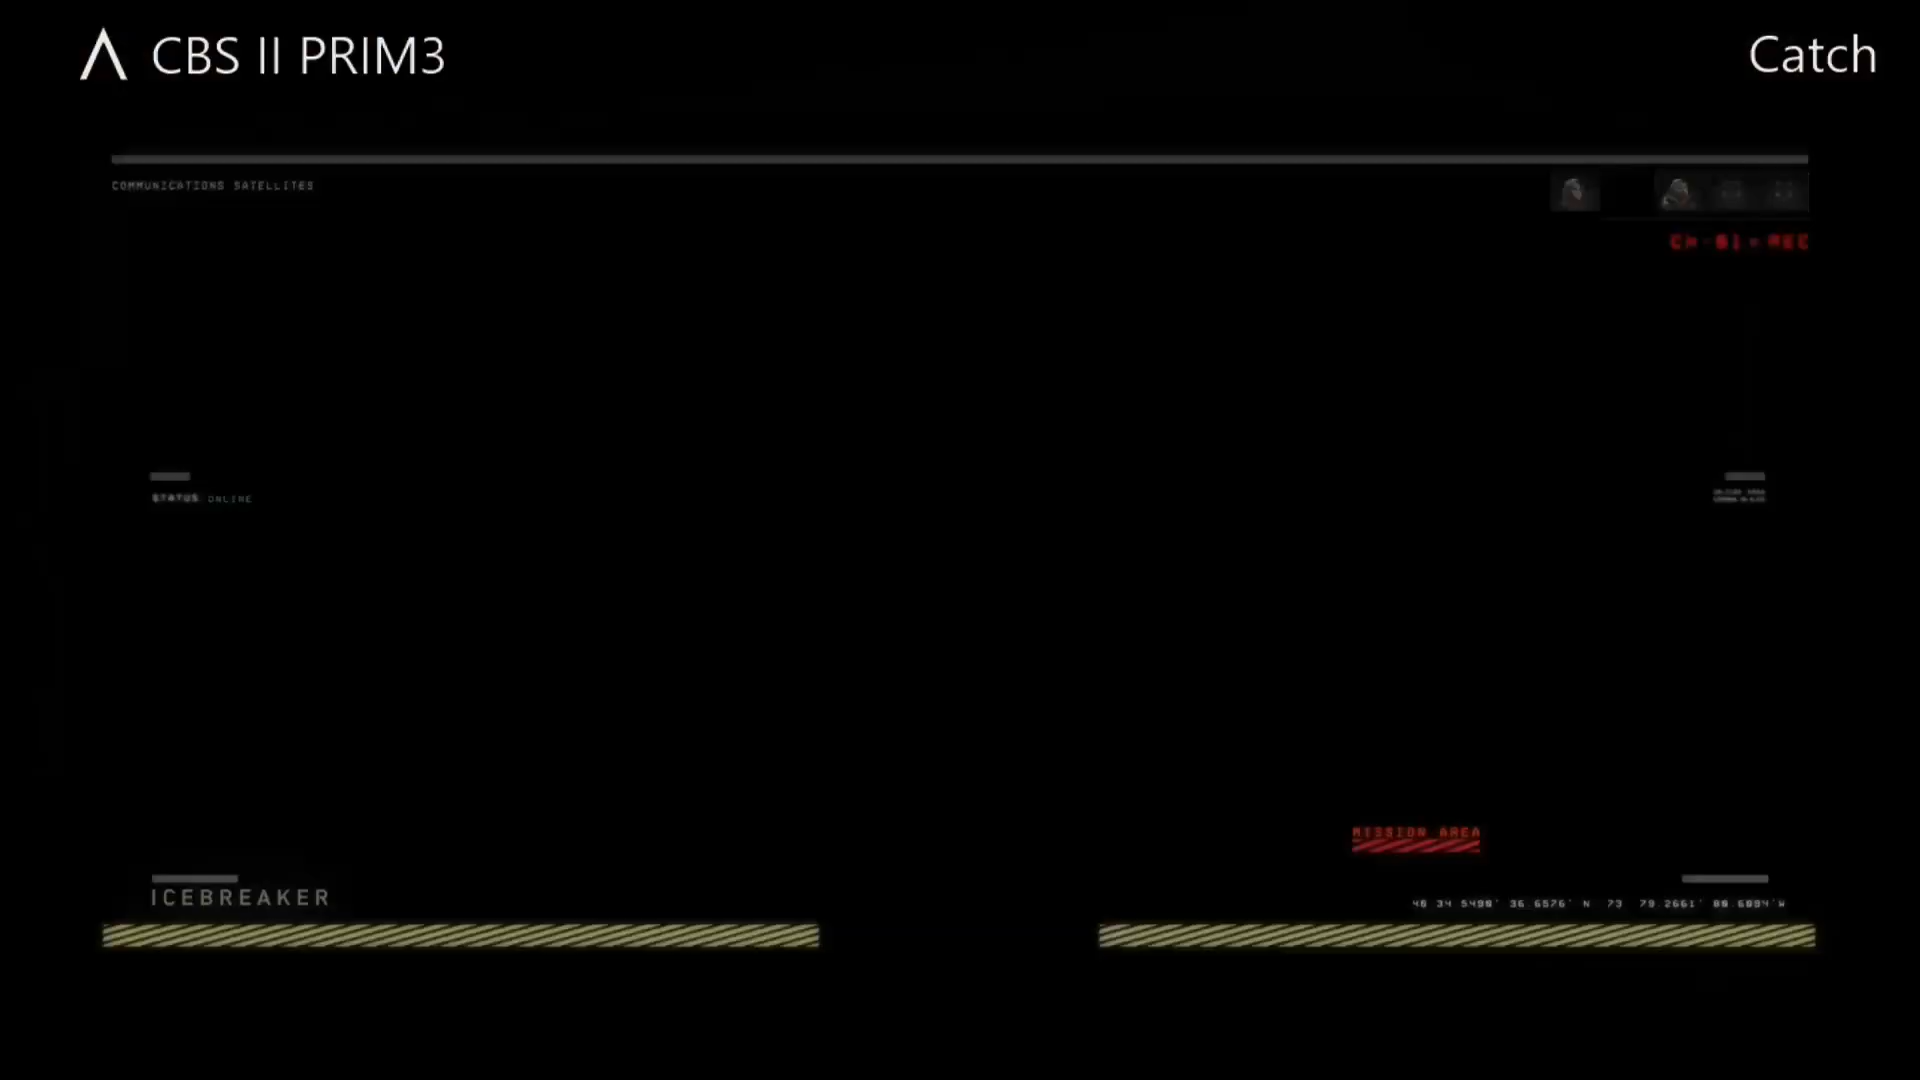 CBS II PRIM3
Catch
COMMUNICATIONS SATELLITES
STATUS ONLINE
MISSION AREA
ICEBREAKER